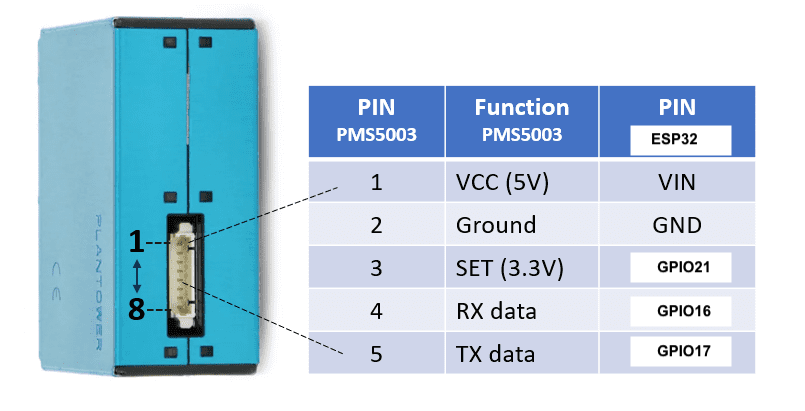 PLANTOWER
CE
1
8
PIN PMS5003 Function PMS5003 PIN ESP32
1 VCC (5V) VIN
2 Ground GND
3 SET (3.3V) GPIO21
4 RX data GPIO16
5 TX data GPIO17